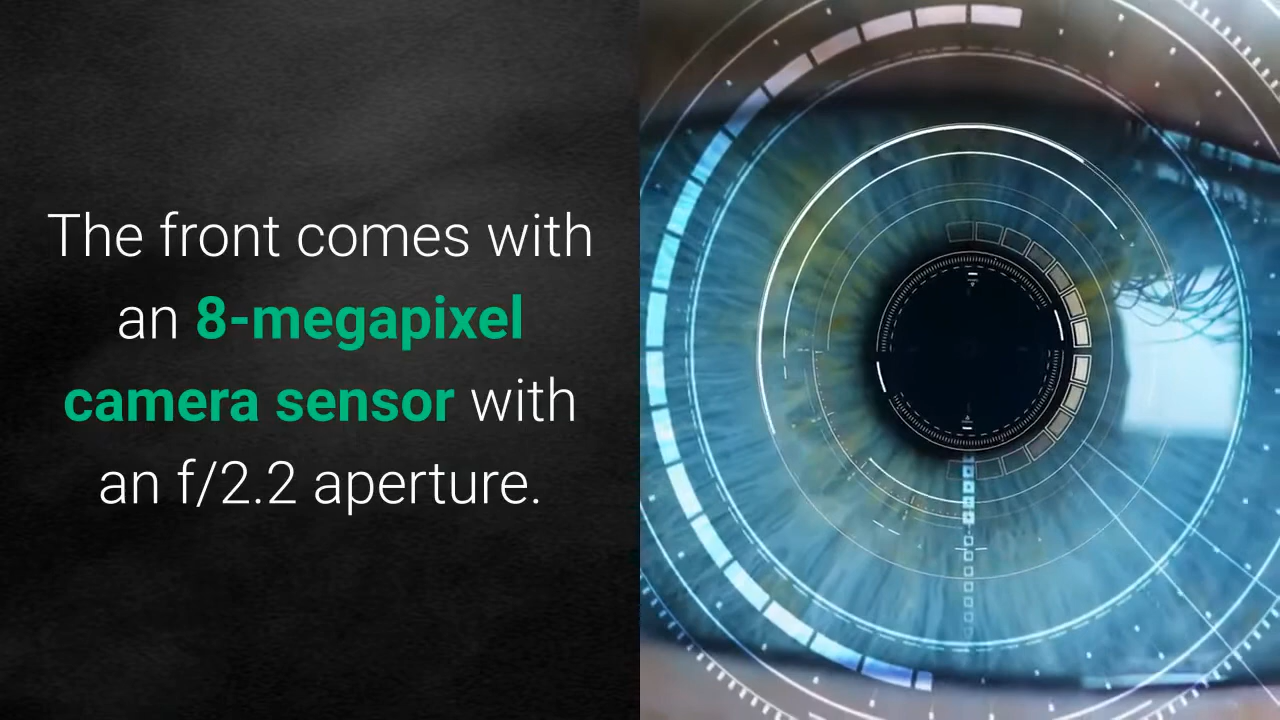 The front comes with
an 8-megapixel
camera sensor with
an f/2.2 aperture.